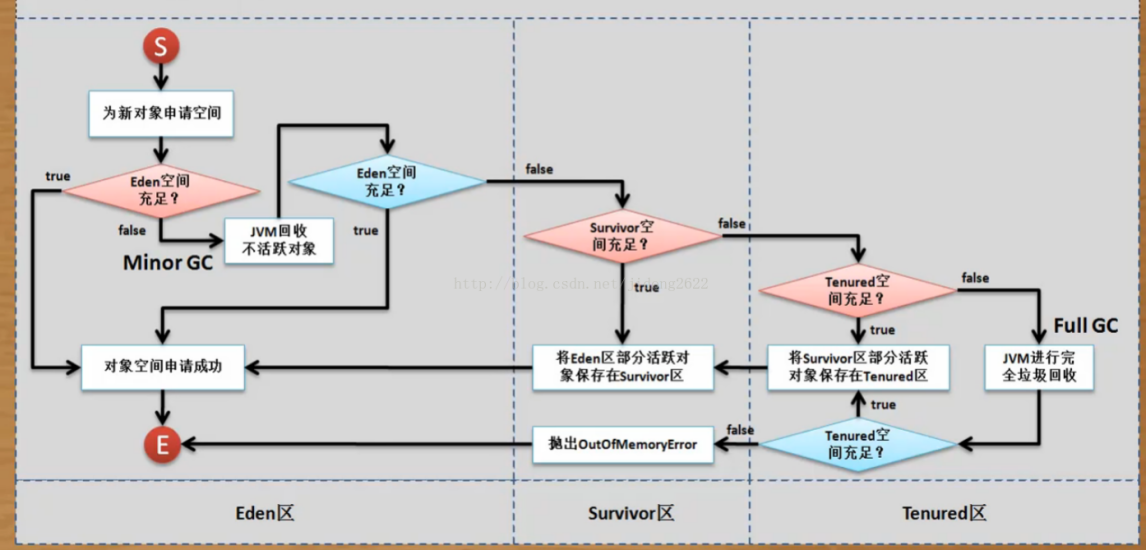 S
为新对象申请空间
true
Eden空间
充足？
false
Minor GC
JVM回收
不活跃对象
Eden空间
充足？
true
false
Survivor空
间充足？
false
true
Tenured空
间充足？
false
true
Full GC
JVM进行完
全垃圾回收
将Survivor区部分活跃
对象保存在Tenured区
将Eden区部分活跃对
象保存在Survivor区
对象空间申请成功
true
Tenured空
间充足？
false
抛出OutOfMemoryError
E
Eden区
Survivor区
Tenured区